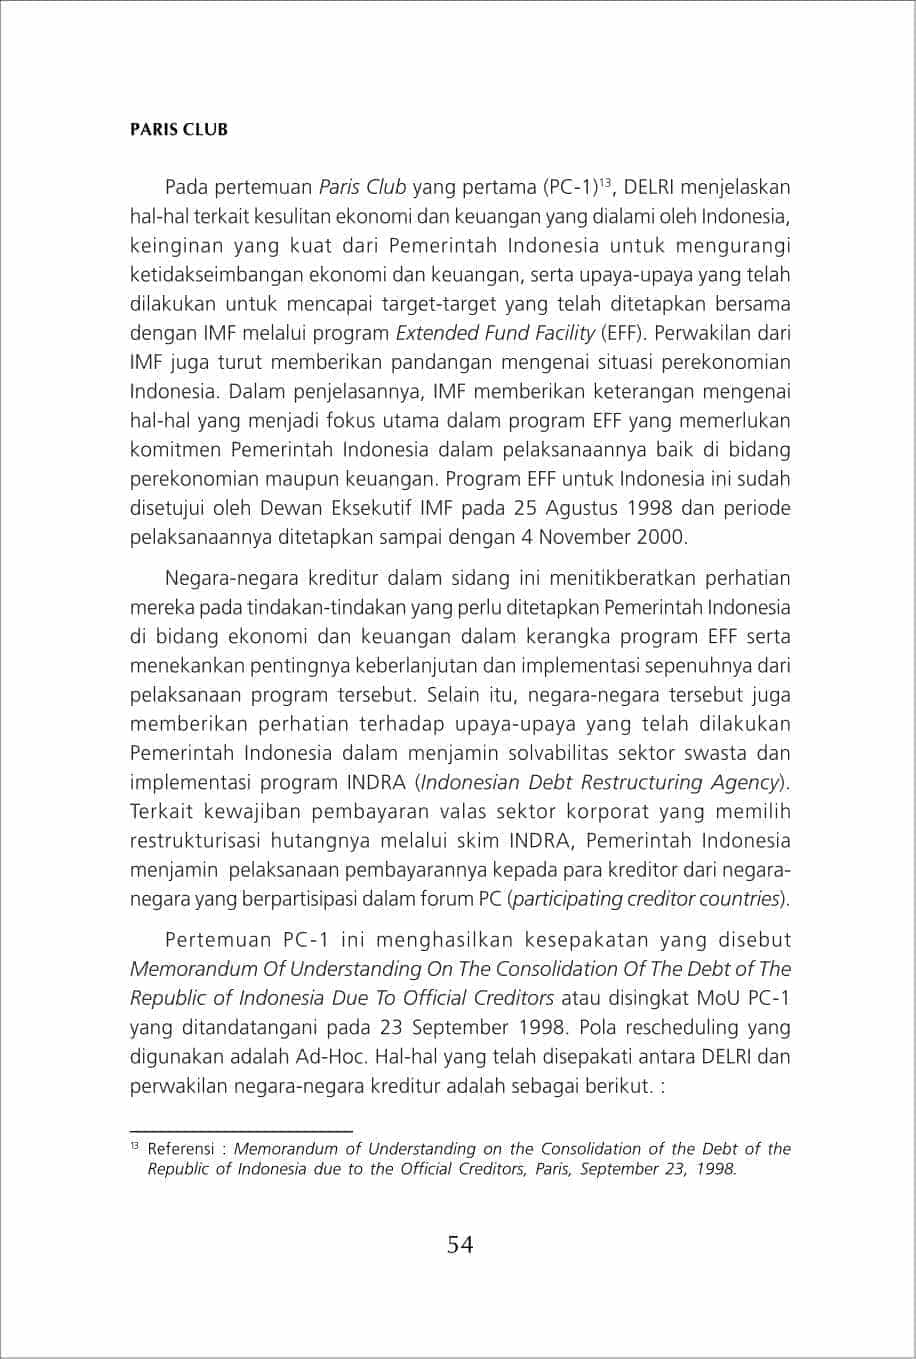 PARIS CLUB
Pada pertemuan Paris Club yang pertama (PC-1)¹³, DELRI menjelaskan
hal-hal terkait kesulitan ekonomi dan keuangan yang dialami oleh Indonesia,
keinginan yang kuat dari Pemerintah Indonesia untuk mengurangi
ketidakseimbangan ekonomi dan keuangan, serta upaya-upaya yang telah
dilakukan untuk mencapai target-target yang telah ditetapkan bersama
dengan IMF melalui program Extended Fund Facility (EFF). Perwakilan dari
IMF juga turut memberikan pandangan mengenai situasi perekonomian
Indonesia. Dalam penjelasannya, IMF memberikan keterangan mengenai
hal-hal yang menjadi fokus utama dalam program EFF yang memerlukan
komitmen Pemerintah Indonesia dalam pelaksanaannya baik di bidang
perekonomian maupun keuangan. Program EFF untuk Indonesia ini sudah
disetujui oleh Dewan Eksekutif IMF pada 25 Agustus 1998 dan periode
pelaksanaannya ditetapkan sampai dengan 4 November 2000.
Negara-negara kreditur dalam sidang ini menitikberatkan perhatian
mereka pada tindakan-tindakan yang perlu ditetapkan Pemerintah Indonesia
di bidang ekonomi dan keuangan dalam kerangka program EFF serta
menekankan pentingnya keberlanjutan dan implementasi sepenuhnya dari
pelaksanaan program tersebut. Selain itu, negara-negara tersebut juga
memberikan perhatian terhadap upaya-upaya yang telah dilakukan
Pemerintah Indonesia dalam menjamin solvabilitas sektor swasta dan
implementasi program INDRA (Indonesian Debt Restructuring Agency).
Terkait kewajiban pembayaran valas sektor korporat yang memilih
restrukturisasi hutangnya melalui skim INDRA, Pemerintah Indonesia
menjamin pelaksanaan pembayarannya kepada para kreditor dari negara-
negara yang berpartisipasi dalam forum PC (participating creditor countries).
Pertemuan PC-1 ini menghasilkan kesepakatan yang disebut
Memorandum Of Understanding On The Consolidation Of The Debt of The
Republic of Indonesia Due To Official Creditors atau disingkat MoU PC-1
yang ditandatangani pada 23 September 1998. Pola rescheduling yang
digunakan adalah Ad-Hoc. Hal-hal yang telah disepakati antara DELRI dan
perwakilan negara-negara kreditur adalah sebagai berikut. :
¹³ Referensi : Memorandum of Understanding on the Consolidation of the Debt of the
Republic of Indonesia due to the Official Creditors, Paris, September 23, 1998.
54